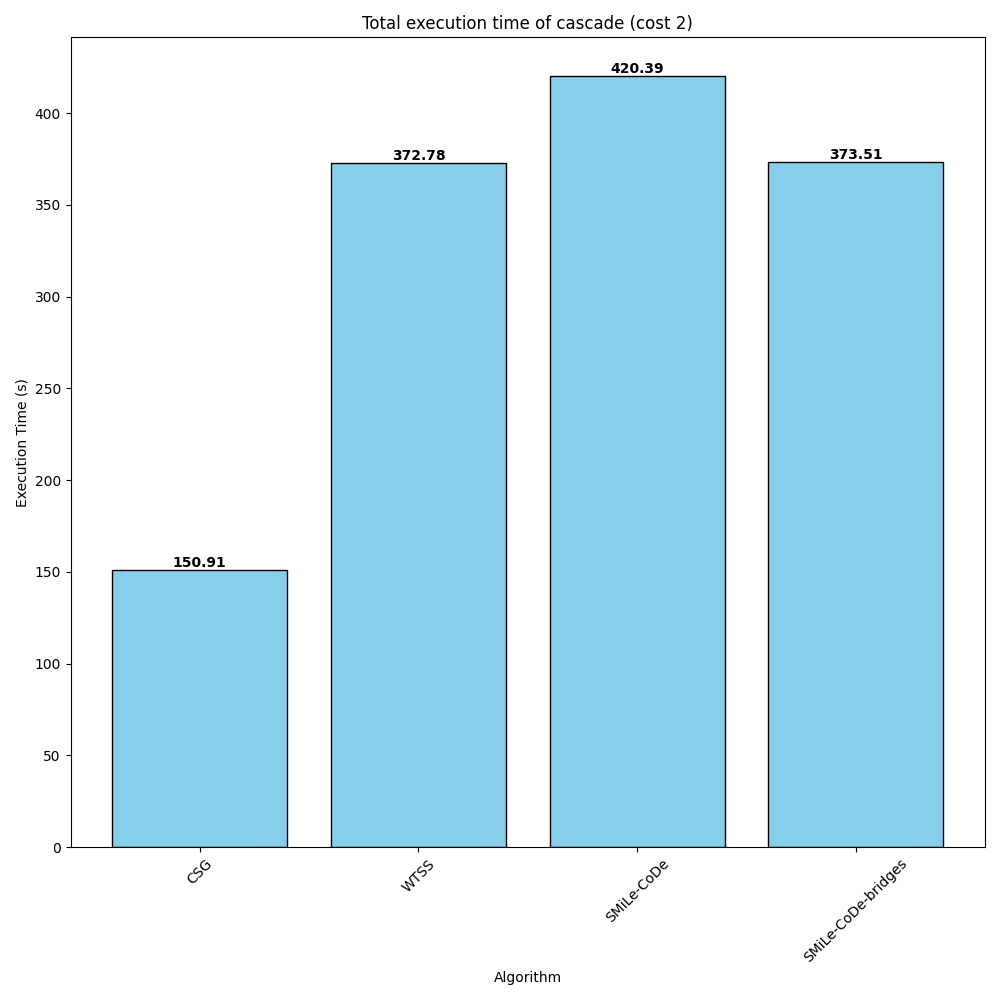 Total execution time of cascade (cost 2)
420.39
372.78
373.51
150.91
400
350
300
250
200
150
100
50
0
Execution Time (s)
CSG
WTSS
SMiLe-CoDe
SMiLe-CoDe-bridges
Algorithm